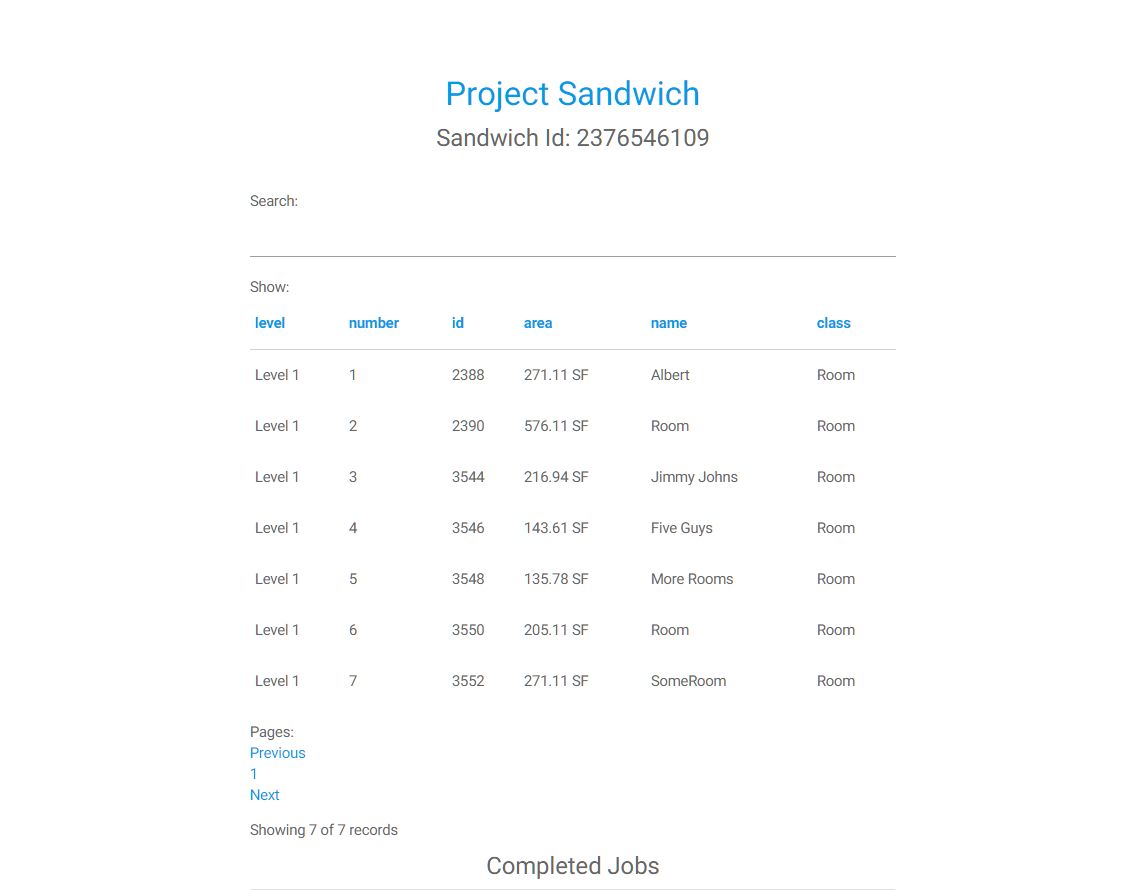 Project Sandwich
Sandwich Id: 2376546109
Search:
Show:
level number id area name class
Level 1 1 2388 271.11 SF Albert Room
Level 1 2 2390 576.11 SF Room Room
Level 1 3 3544 216.94 SF Jimmy Johns Room
Level 1 4 3546 143.61 SF Five Guys Room
Level 1 5 3548 135.78 SF More Rooms Room
Level 1 6 3550 205.11 SF Room Room
Level 1 7 3552 271.11 SF SomeRoom Room
Pages:
Previous
1
Next
Showing 7 of 7 records
Completed Jobs